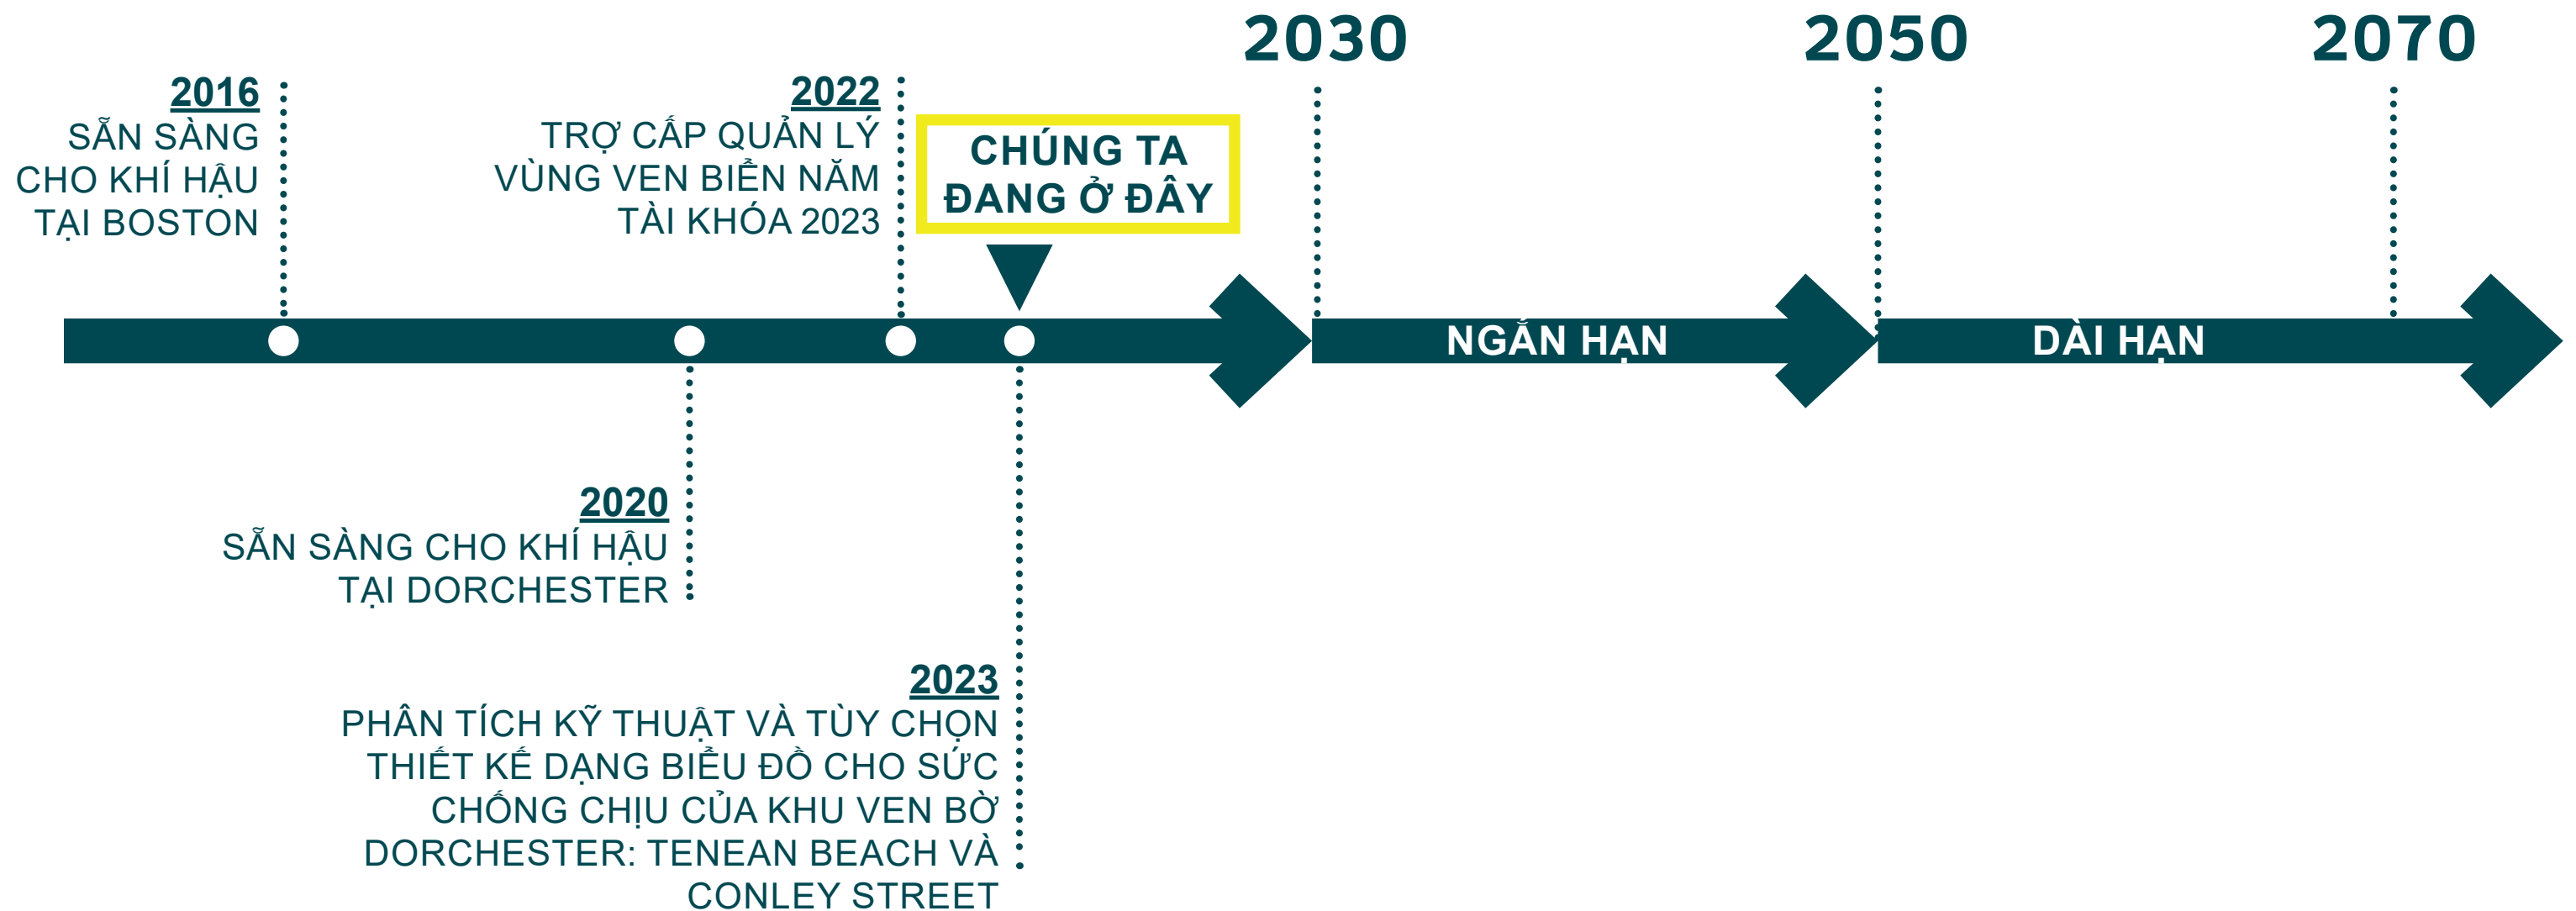 2030
2050
2070
2016
SẴN SÀNG
CHO KHÍ HẬU
TẠI BOSTON
2022
TRỢ CẤP QUẢN LÝ
VÙNG VEN BIỂN NĂM
TÀI KHÓA 2023
CHÚNG TA
ĐANG Ở ĐÂY
NGẮN HẠN
DÀI HẠN
2020
SẴN SÀNG CHO KHÍ HẬU
TẠI DORCHESTER
2023
PHÂN TÍCH KỸ THUẬT VÀ TÙY CHỌN
THIẾT KẾ DẠNG BIỂU ĐỒ CHO SỨC
CHỐNG CHỊU CỦA KHU VEN BỜ
DORCHESTER: TENEAN BEACH VÀ
CONLEY STREET